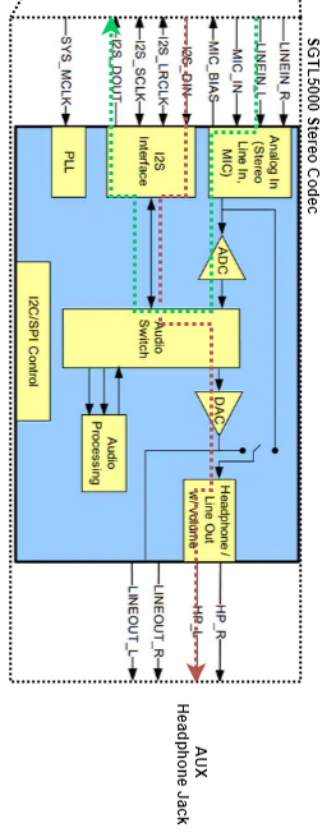 SGTL5000 Stereo Codec
SYS_MCLK
I2S_DOUT
I2S_SCLK
I2S_LRCLK
I2S_DIN
MIC_BIAS
MIC_IN
LINEIN_L
LINEIN_R
PLL
I2S
Interface
Analog In
(Stereo
Line In,
MIC)
ADC
I2C/SPI Control
Audio
Switch
DAC
Audio
Processing
Headphone /
Line Out
w/Volume
LINEOUT_L
LINEOUT_R
HP_L
HP_R
AUX
Headphone Jack